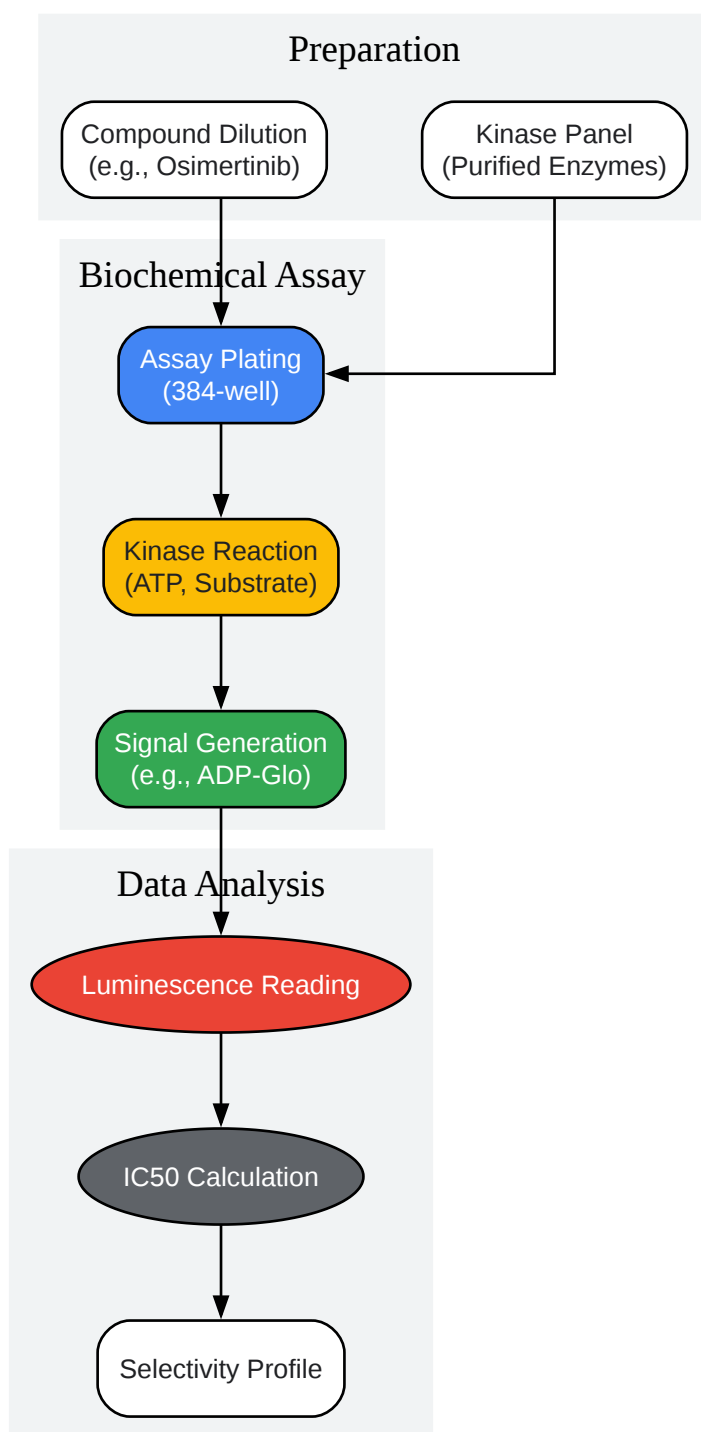 Preparation
Compound Dilution
(e.g., Osimertinib)
Kinase Panel
(Purified Enzymes)
Biochemical Assay
Assay Plating
(384-well)
Kinase Reaction
(ATP, Substrate)
Signal Generation
(e.g., ADP-Glo)
Data Analysis
Luminescence Reading
IC50 Calculation
Selectivity Profile